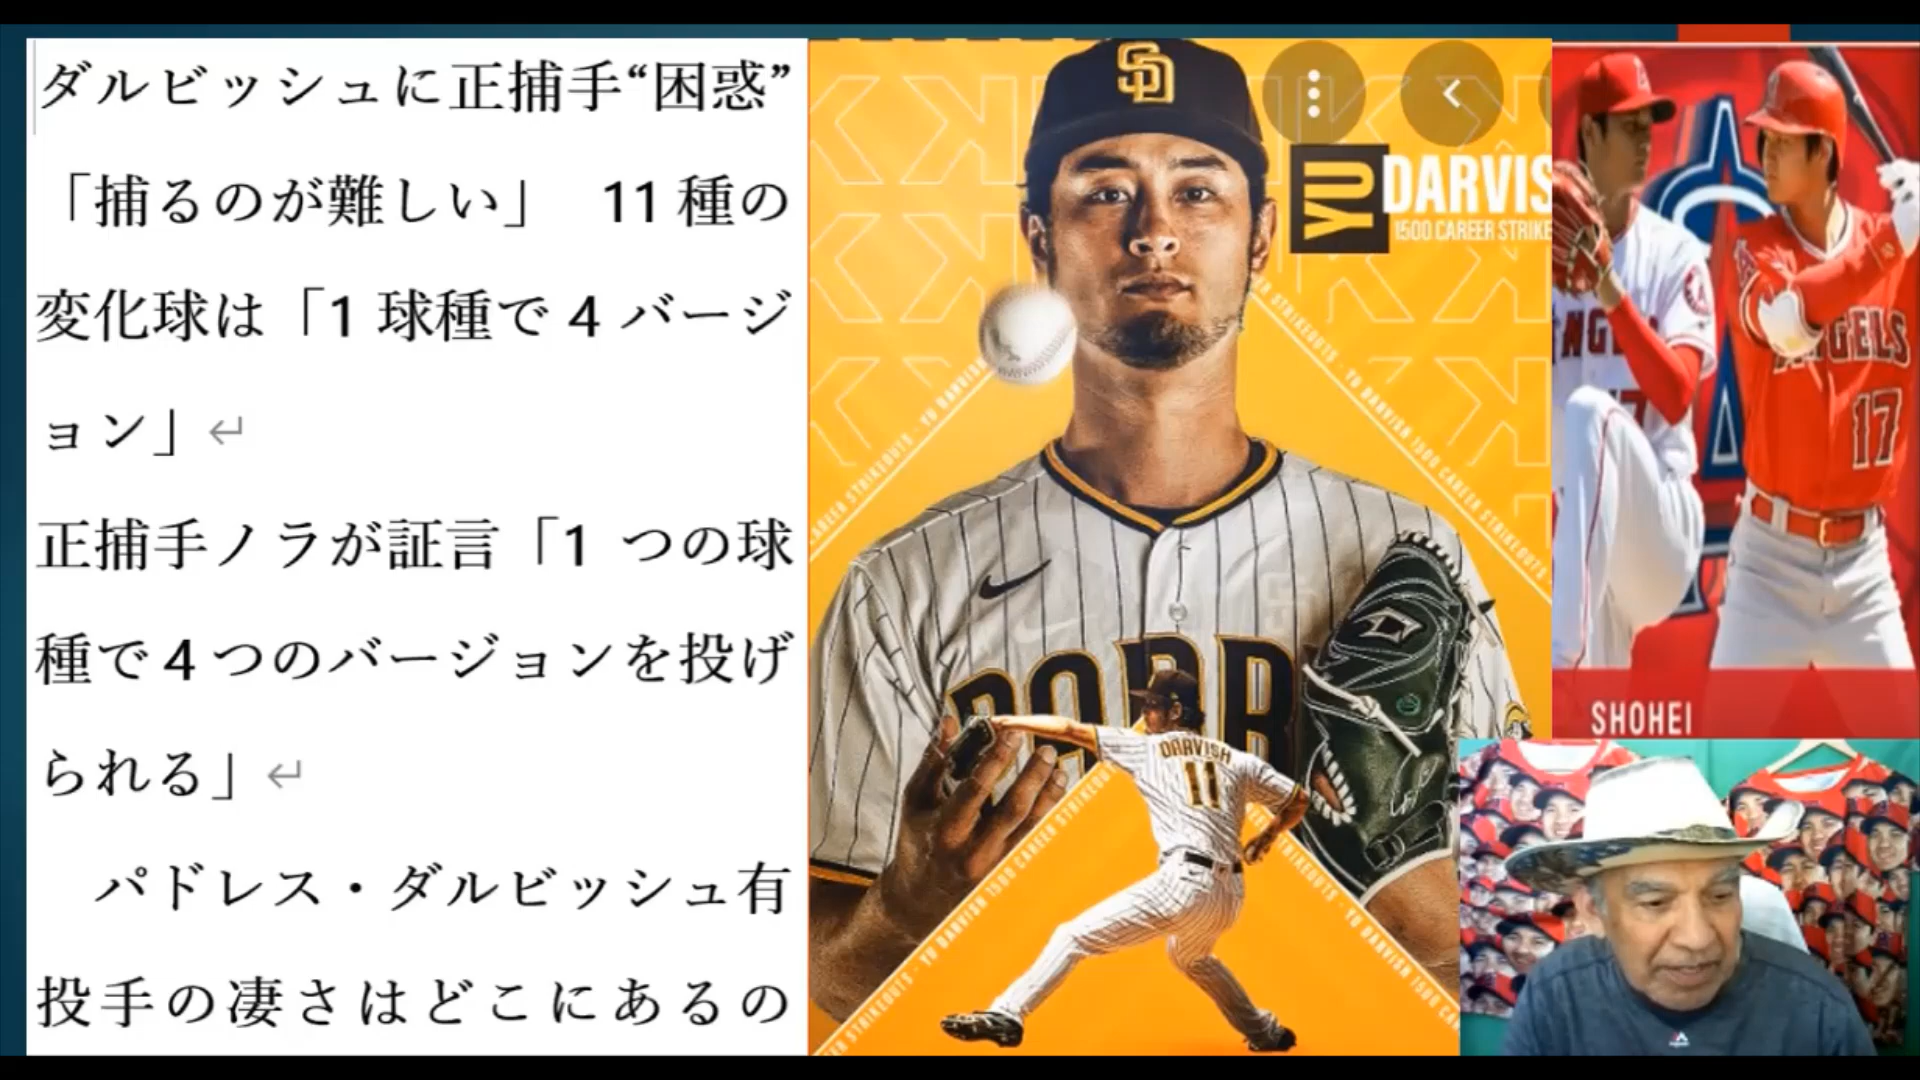 ダルビッシュに正捕手“困惑”
「捕るのが難しい」　11 種の
変化球は「1 球種で 4 バージ
ョン」↵
正捕手ノラが証言「1 つの球
種で 4 つのバージョンを投げ
られる」↵
パドレス・ダルビッシュ有
投手の凄さはどこにあるの
SD
YU
DARVIS
1500 CAREER STRIKE
DARVISH
11
ANGELS
17
SHOHEI